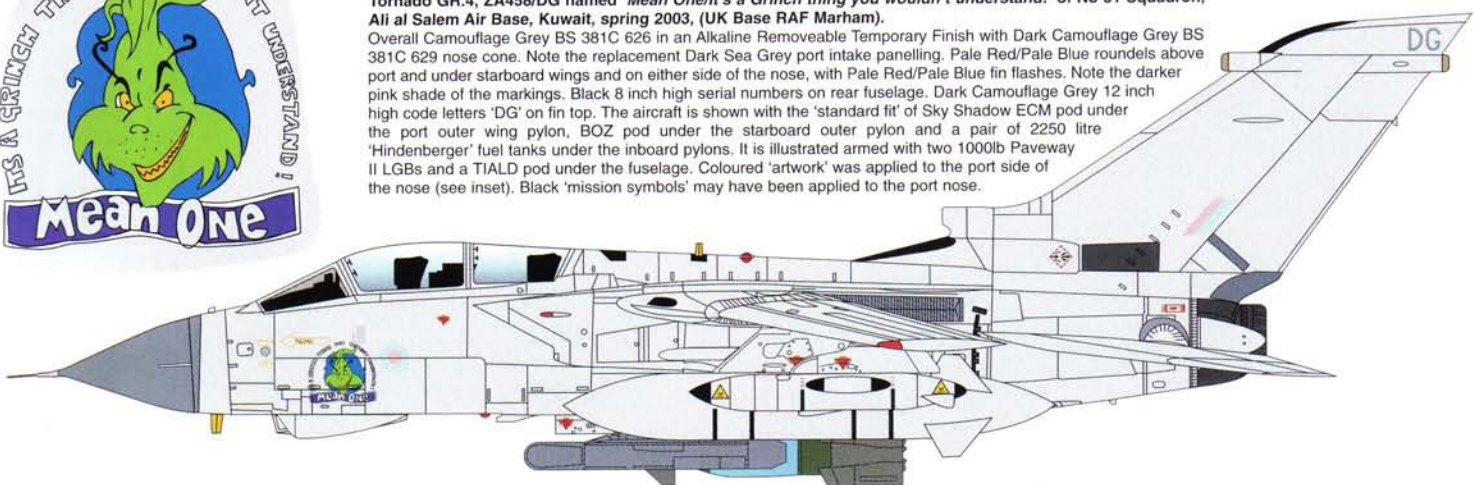 Tornado GR.4, ZA458/DG named 'Mean One/It's a Grinch thing you wouldn't understand!' of No 31 Squadron,
Ali al Salem Air Base, Kuwait, spring 2003, (UK Base RAF Marham).
Overall Camouflage Grey BS 381C 626 in an Alkaline Removeable Temporary Finish with Dark Camouflage Grey BS
381C 629 nose cone. Note the replacement Dark Sea Grey port intake panelling. Pale Red/Pale Blue roundels above
port and under starboard wings and on either side of the nose, with Pale Red/Pale Blue fin flashes. Note the darker
pink shade of the markings. Black 8 inch high serial numbers on rear fuselage. Dark Camouflage Grey 12 inch
high code letters 'DG' on fin top. The aircraft is shown with the 'standard fit' of Sky Shadow ECM pod under
the port outer wing pylon, BOZ pod under the starboard outer pylon and a pair of 2250 litre
'Hindenberger' fuel tanks under the inboard pylons. It is illustrated armed with two 1000lb Paveway
II LGBs and a TIALD pod under the fuselage. Coloured 'artwork' was applied to the port side of
the nose (see inset). Black 'mission symbols' may have been applied to the port nose.
ITS A GRINCH
UNDERSTAND!
Mean ONE
DG
MEAN ONE